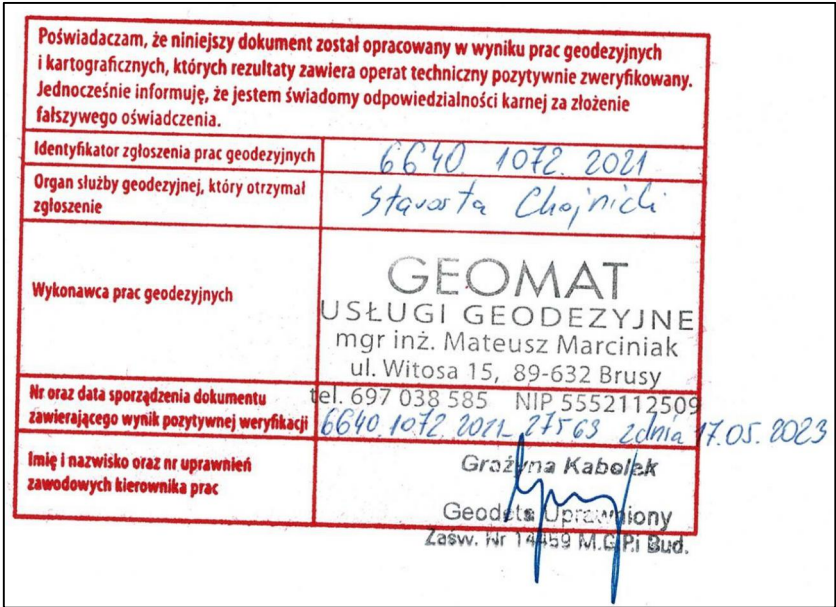 Poświadczam, że niniejszy dokument został opracowany w wyniku prac geodezyjnych
i kartograficznych, których rezultaty zawiera operat techniczny pozytywnie zweryfikowany.
Jednocześnie informuję, że jestem świadomy odpowiedzialności karnej za złożenie
fałszywego oświadczenia.
Identyfikator zgłoszenia prac geodezyjnych
6640. 1072. 2021
Organ służby geodezyjnej, który otrzymał
zgłoszenie
Starosta Chojnicki
Wykonawca prac geodezyjnych
GEOMAT
USŁUGI GEODEZYJNE
mgr inż. Mateusz Marciniak
ul. Witosa 15, 89-632 Brusy
tel. 697 038 585 NIP 5552112509
Nr oraz data sporządzenia dokumentu
zawierającego wynik pozytywnej weryfikacji
6640.1072.2021_27563 z dnia 17.05.2023
Imię i nazwisko oraz nr uprawnień
zawodowych kierownika prac
Grażyna Kabolek
Geodeta Uprawniony
Zaśw. Nr 14459 M.G.P.i Bud.